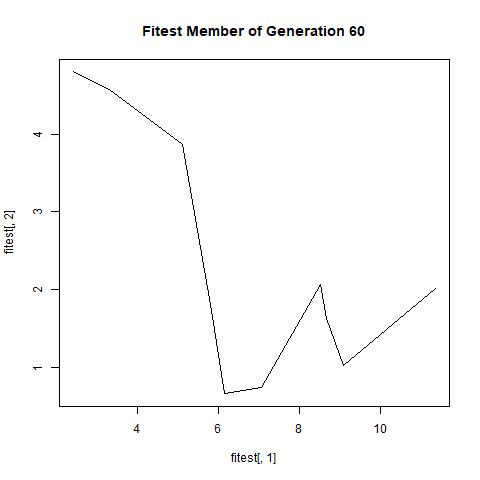 Fitest Member of Generation 60
fitest[, 2]
4
3
2
1
4 6 8 10
fitest[, 1]